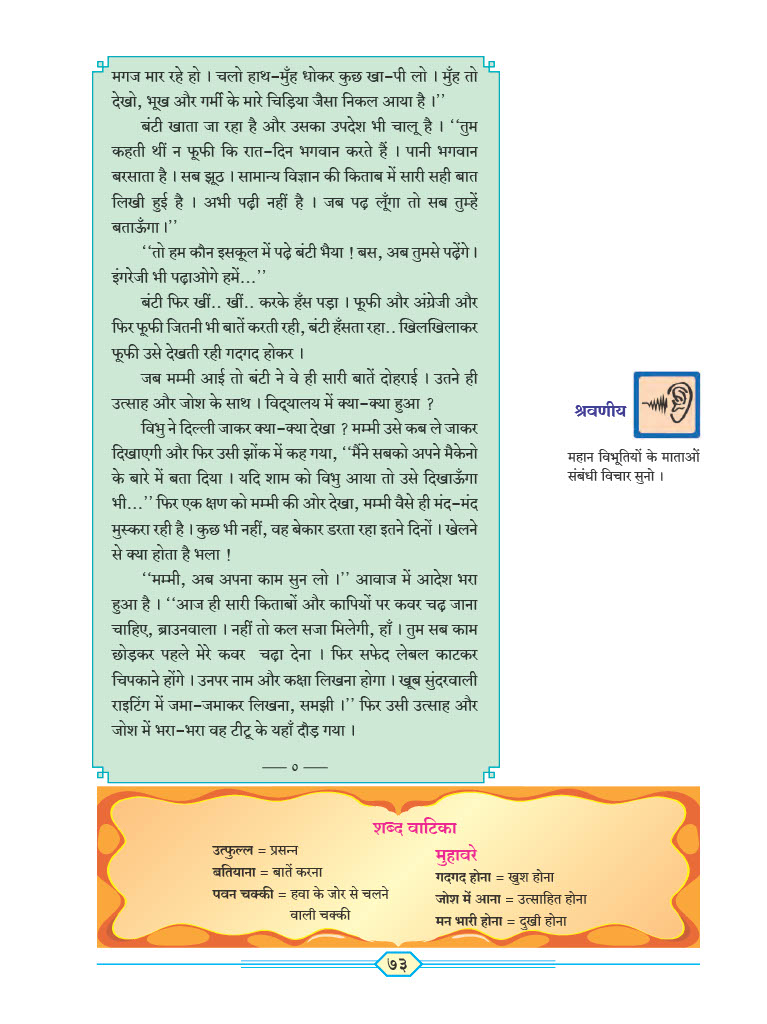 मगज मार रहे हो । चलो हाथ-मुँह धोकर कुछ खा-पी लो । मुँह तो
देखो, भूख और गर्मी के मारे चिड़िया जैसा निकल आया है ।’’
बंटी खाता जा रहा है और उसका उपदेश भी चालू है । ‘‘तुम
कहती थीं न फूफी कि रात-दिन भगवान करते हैं । पानी भगवान
बरसाता है । सब झूठ । सामान्य विज्ञान की किताब में सारी सही बात
लिखी हुई है । अभी पढ़ी नहीं है । जब पढ़ लूँगा तो सब तुम्हें
बताऊँगा ।’’
‘‘तो हम कौन इसकूल में पढ़े बंटी भैया ! बस, अब तुमसे पढ़ेंगे ।
इंगरेजी भी पढ़ाओगे हमें...’’
बंटी फिर खीं.. खीं.. करके हँस पड़ा । फूफी और अंग्रेजी और
फिर फूफी जितनी भी बातें करती रही, बंटी हँसता रहा.. खिलखिलाकर
फूफी उसे देखती रही गदगद होकर ।
जब मम्मी आई तो बंटी ने वे ही सारी बातें दोहराई । उतने ही
उत्साह और जोश के साथ । विद्यालय में क्या-क्या हुआ ?
विभु ने दिल्ली जाकर क्या-क्या देखा ? मम्मी उसे कब ले जाकर
दिखाएगी और फिर उसी झोंक में कह गया, ‘‘मैंने सबको अपने मैकेनो
के बारे में बता दिया । यदि शाम को विभु आया तो उसे दिखाऊँगा
भी...’’ फिर एक क्षण को मम्मी की ओर देखा, मम्मी वैसे ही मंद-मंद
मुस्करा रही है । कुछ भी नहीं, वह बेकार डरता रहा इतने दिनों । खेलने
से क्या होता है भला !
‘‘मम्मी, अब अपना काम सुन लो ।’’ आवाज में आदेश भरा
हुआ है । ‘‘आज ही सारी किताबों और कापियों पर कवर चढ़ जाना
चाहिए, ब्राउनवाला । नहीं तो कल सजा मिलेगी, हाँ । तुम सब काम
छोड़कर पहले मेरे कवर चढ़ा देना । फिर सफेद लेबल काटकर
चिपकाने होंगे । उनपर नाम और कक्षा लिखना होगा । खूब सुंदरवाली
राइटिंग में जमा-जमाकर लिखना, समझी ।’’ फिर उसी उत्साह और
जोश में भरा-भरा वह टीटू के यहाँ दौड़ गया ।
— ० —
श्रवणीय
महान विभूतियों के माताओं
संबंधी विचार सुनो ।
शब्द वाटिका
उत्फुल्ल = प्रसन्न
बतियाना = बातें करना
पवन चक्की = हवा के जोर से चलने
वाली चक्की
मुहावरे
गदगद होना = खुश होना
जोश में आना = उत्साहित होना
मन भारी होना = दुखी होना
७३